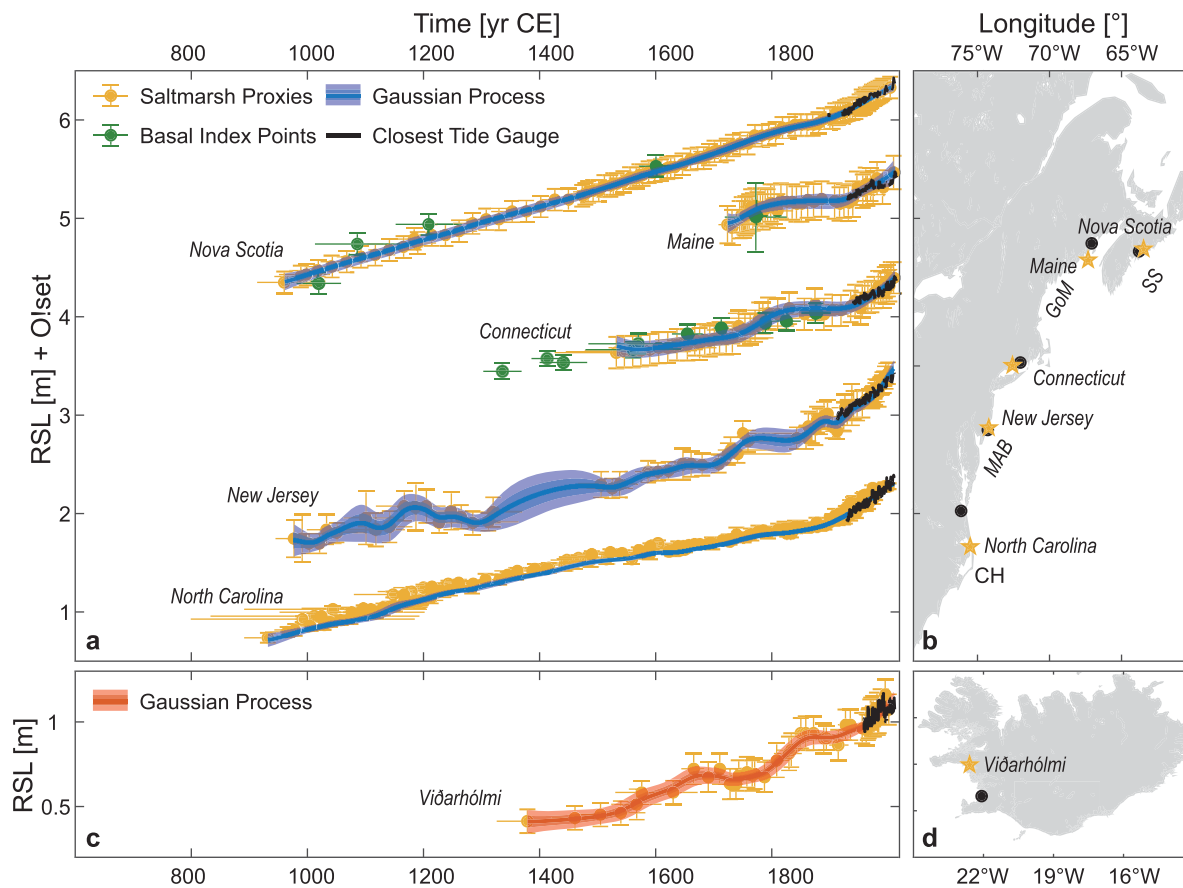 Time [yr CE]
Longitude [°]
800 1000 1200 1400 1600 1800
75°W 70°W 65°W
Saltmarsh Proxies Gaussian Process
Basal Index Points Closest Tide Gauge
RSL [m] + O!set
6
5
4
3
2
1
Nova Scotia
Maine
Connecticut
New Jersey
North Carolina
a
Nova Scotia
Maine
GoM
SS
Connecticut
New Jersey
MAB
North Carolina
CH
b
Gaussian Process
RSL [m]
1
0.5
Viðarhólmi
c
Viðarhólmi
d
800 1000 1200 1400 1600 1800
22°W 19°W 16°W